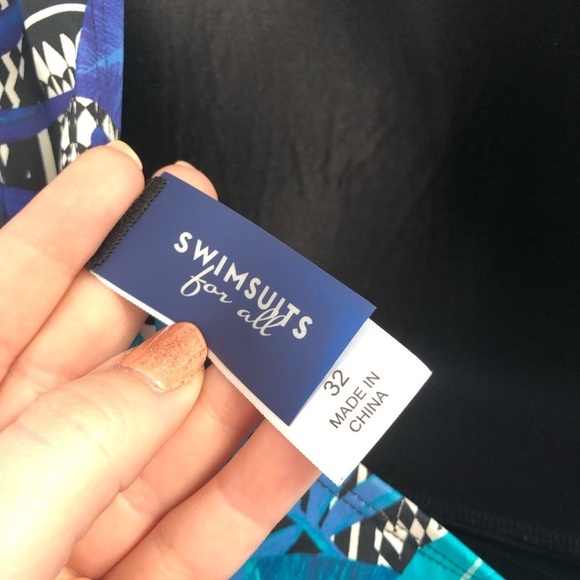 SWIMSUITS
for all
32
MADE IN
CHINA